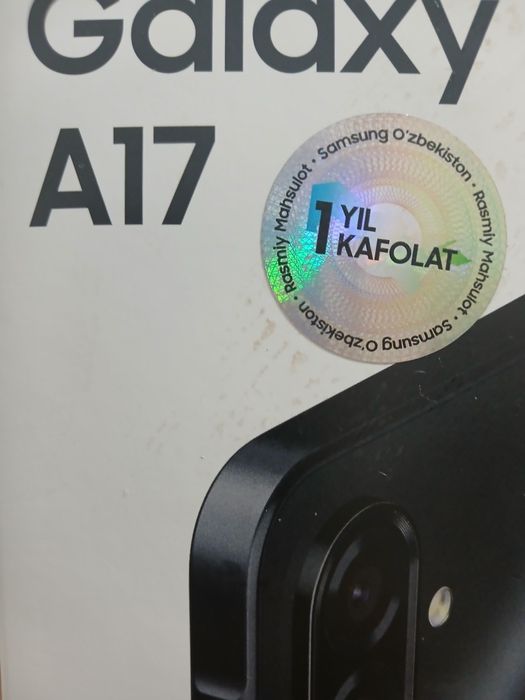 Galaxy
A17
Samsung O'zbekiston • Rasmiy Mahsulot • Samsung O'zbekiston • Rasmiy Mahsulot •
1 YIL
KAFOLAT